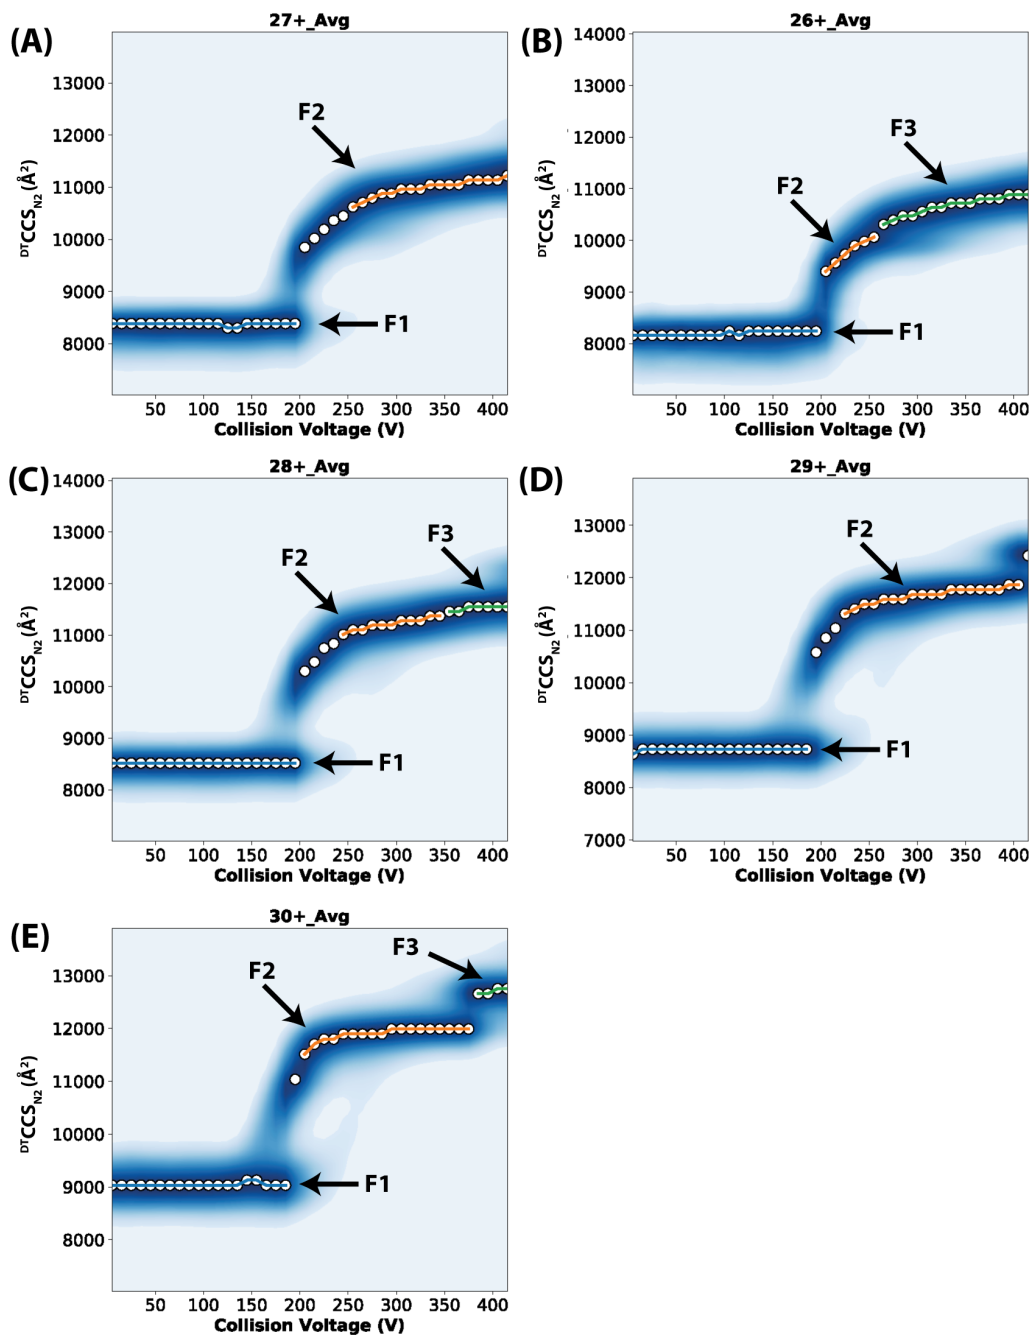 (A)
27+_Avg
13000
12000
11000
10000
9000
8000
DTCCSN2 (Å2)
F2
F1
50 100 150 200 250 300 350 400
Collision Voltage (V)
(B)
26+_Avg
14000
13000
12000
11000
10000
9000
8000
DTCCSN2 (Å2)
F3
F2
F1
50 100 150 200 250 300 350 400
Collision Voltage (V)
(C)
28+_Avg
14000
13000
12000
11000
10000
9000
8000
DTCCSN2 (Å2)
F3
F2
F1
50 100 150 200 250 300 350 400
Collision Voltage (V)
(D)
29+_Avg
13000
12000
11000
10000
9000
8000
7000
DTCCSN2 (Å2)
F2
F1
50 100 150 200 250 300 350 400
Collision Voltage (V)
(E)
30+_Avg
13000
12000
11000
10000
9000
8000
DTCCSN2 (Å2)
F3
F2
F1
50 100 150 200 250 300 350 400
Collision Voltage (V)